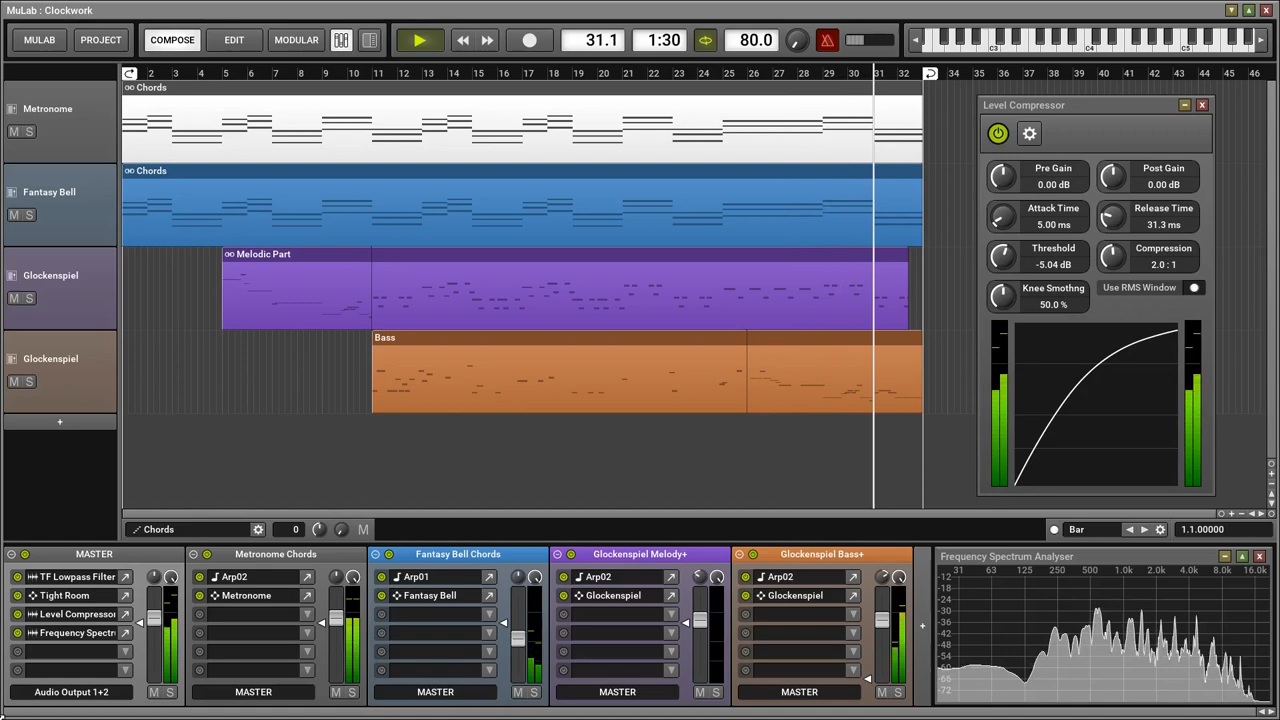 MuLab : Clockwork
MULAB PROJECT COMPOSE EDIT MODULAR 31.1 1:30 80.0 C3 C4 C5
2 3 4 5 6 7 8 9 10 11 12 13 14 15 16 17 18 19 20 21 22 23 24 25 26 27 28 29 30 31 32 34 35 36 37 38 39 40 41 42 43 44 45 46
Chords
Metronome
M S
Chords
Fantasy Bell
M S
Melodic Part
Glockenspiel
M S
Bass
Glockenspiel
M S
+
Level Compressor
Pre Gain
0.00 dB
Post Gain
0.00 dB
Attack Time
5.00 ms
Release Time
31.3 ms
Threshold
-5.04 dB
Compression
2.0 : 1
Knee Smothng
50.0 %
Use RMS Window
Chords 0 M Bar 1.1.00000
MASTER
TF Lowpass Filter
Tight Room
Level Compressor
Frequency Spectr
Audio Output 1+2 M S
Metronome Chords
Arp02
Metronome
MASTER M S
Fantasy Bell Chords
Arp01
Fantasy Bell
MASTER M S
Glockenspiel Melody+
Arp02
Glockenspiel
MASTER M S
Glockenspiel Bass+
Arp02
Glockenspiel
MASTER M S
+
Frequency Spectrum Analyser
31 63 125 250 500 1.0k 2.0k 4.0k 8.0k 16.0k
-12
-18
-24
-30
-36
-42
-48
-54
-60
-66
-72